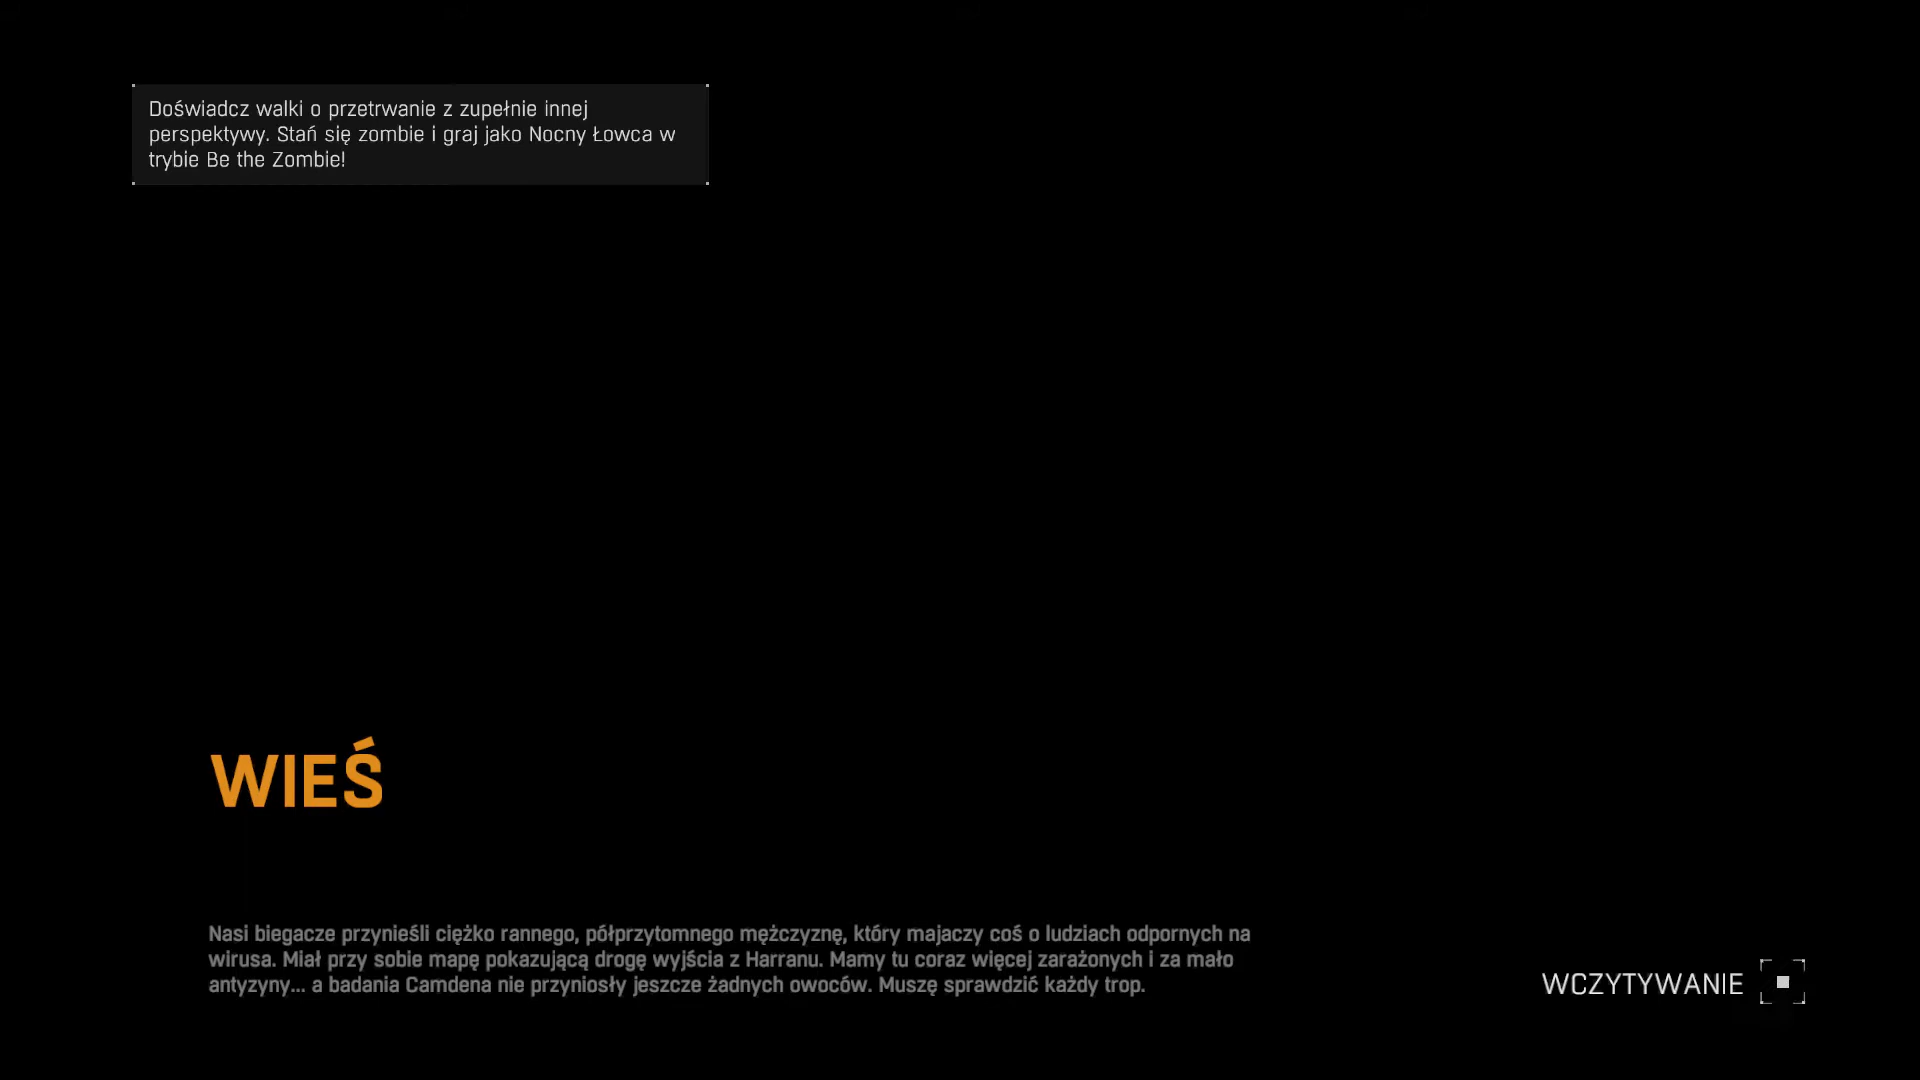 Doświadcz walki o przetrwanie z zupełnie innej
perspektywy. Stań się zombie i graj jako Nocny Łowca w
trybie Be the Zombie!
WIEŚ
Nasi biegacze przynieśli ciężko rannego, półprzytomnego mężczyznę, który majaczy coś o ludziach odpornych na
wirusa. Miał przy sobie mapę pokazującą drogę wyjścia z Harranu. Mamy tu coraz więcej zarażonych i za mało
antyzyny... a badania Camdena nie przyniosły jeszcze żadnych owoców. Muszę sprawdzić każdy trop.
WCZYTYWANIE